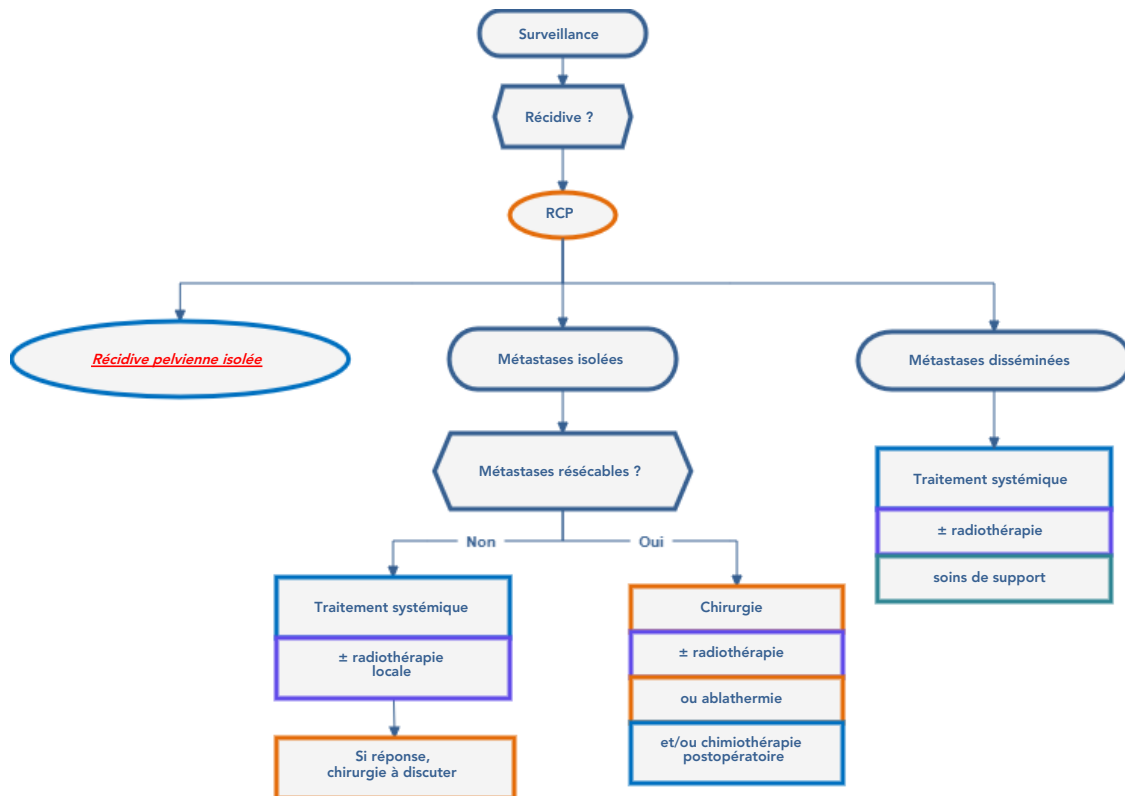 Surveillance
Récidive ?
RCP
Récidive pelvienne isolée
Métastases isolées
Métastases disséminées
Métastases résécables ?
Traitement systémique
± radiothérapie
soins de support
Non
Oui
Traitement systémique
± radiothérapie
locale
Si réponse,
chirurgie à discuter
Chirurgie
± radiothérapie
ou ablathermie
et/ou chimiothérapie
postopératoire